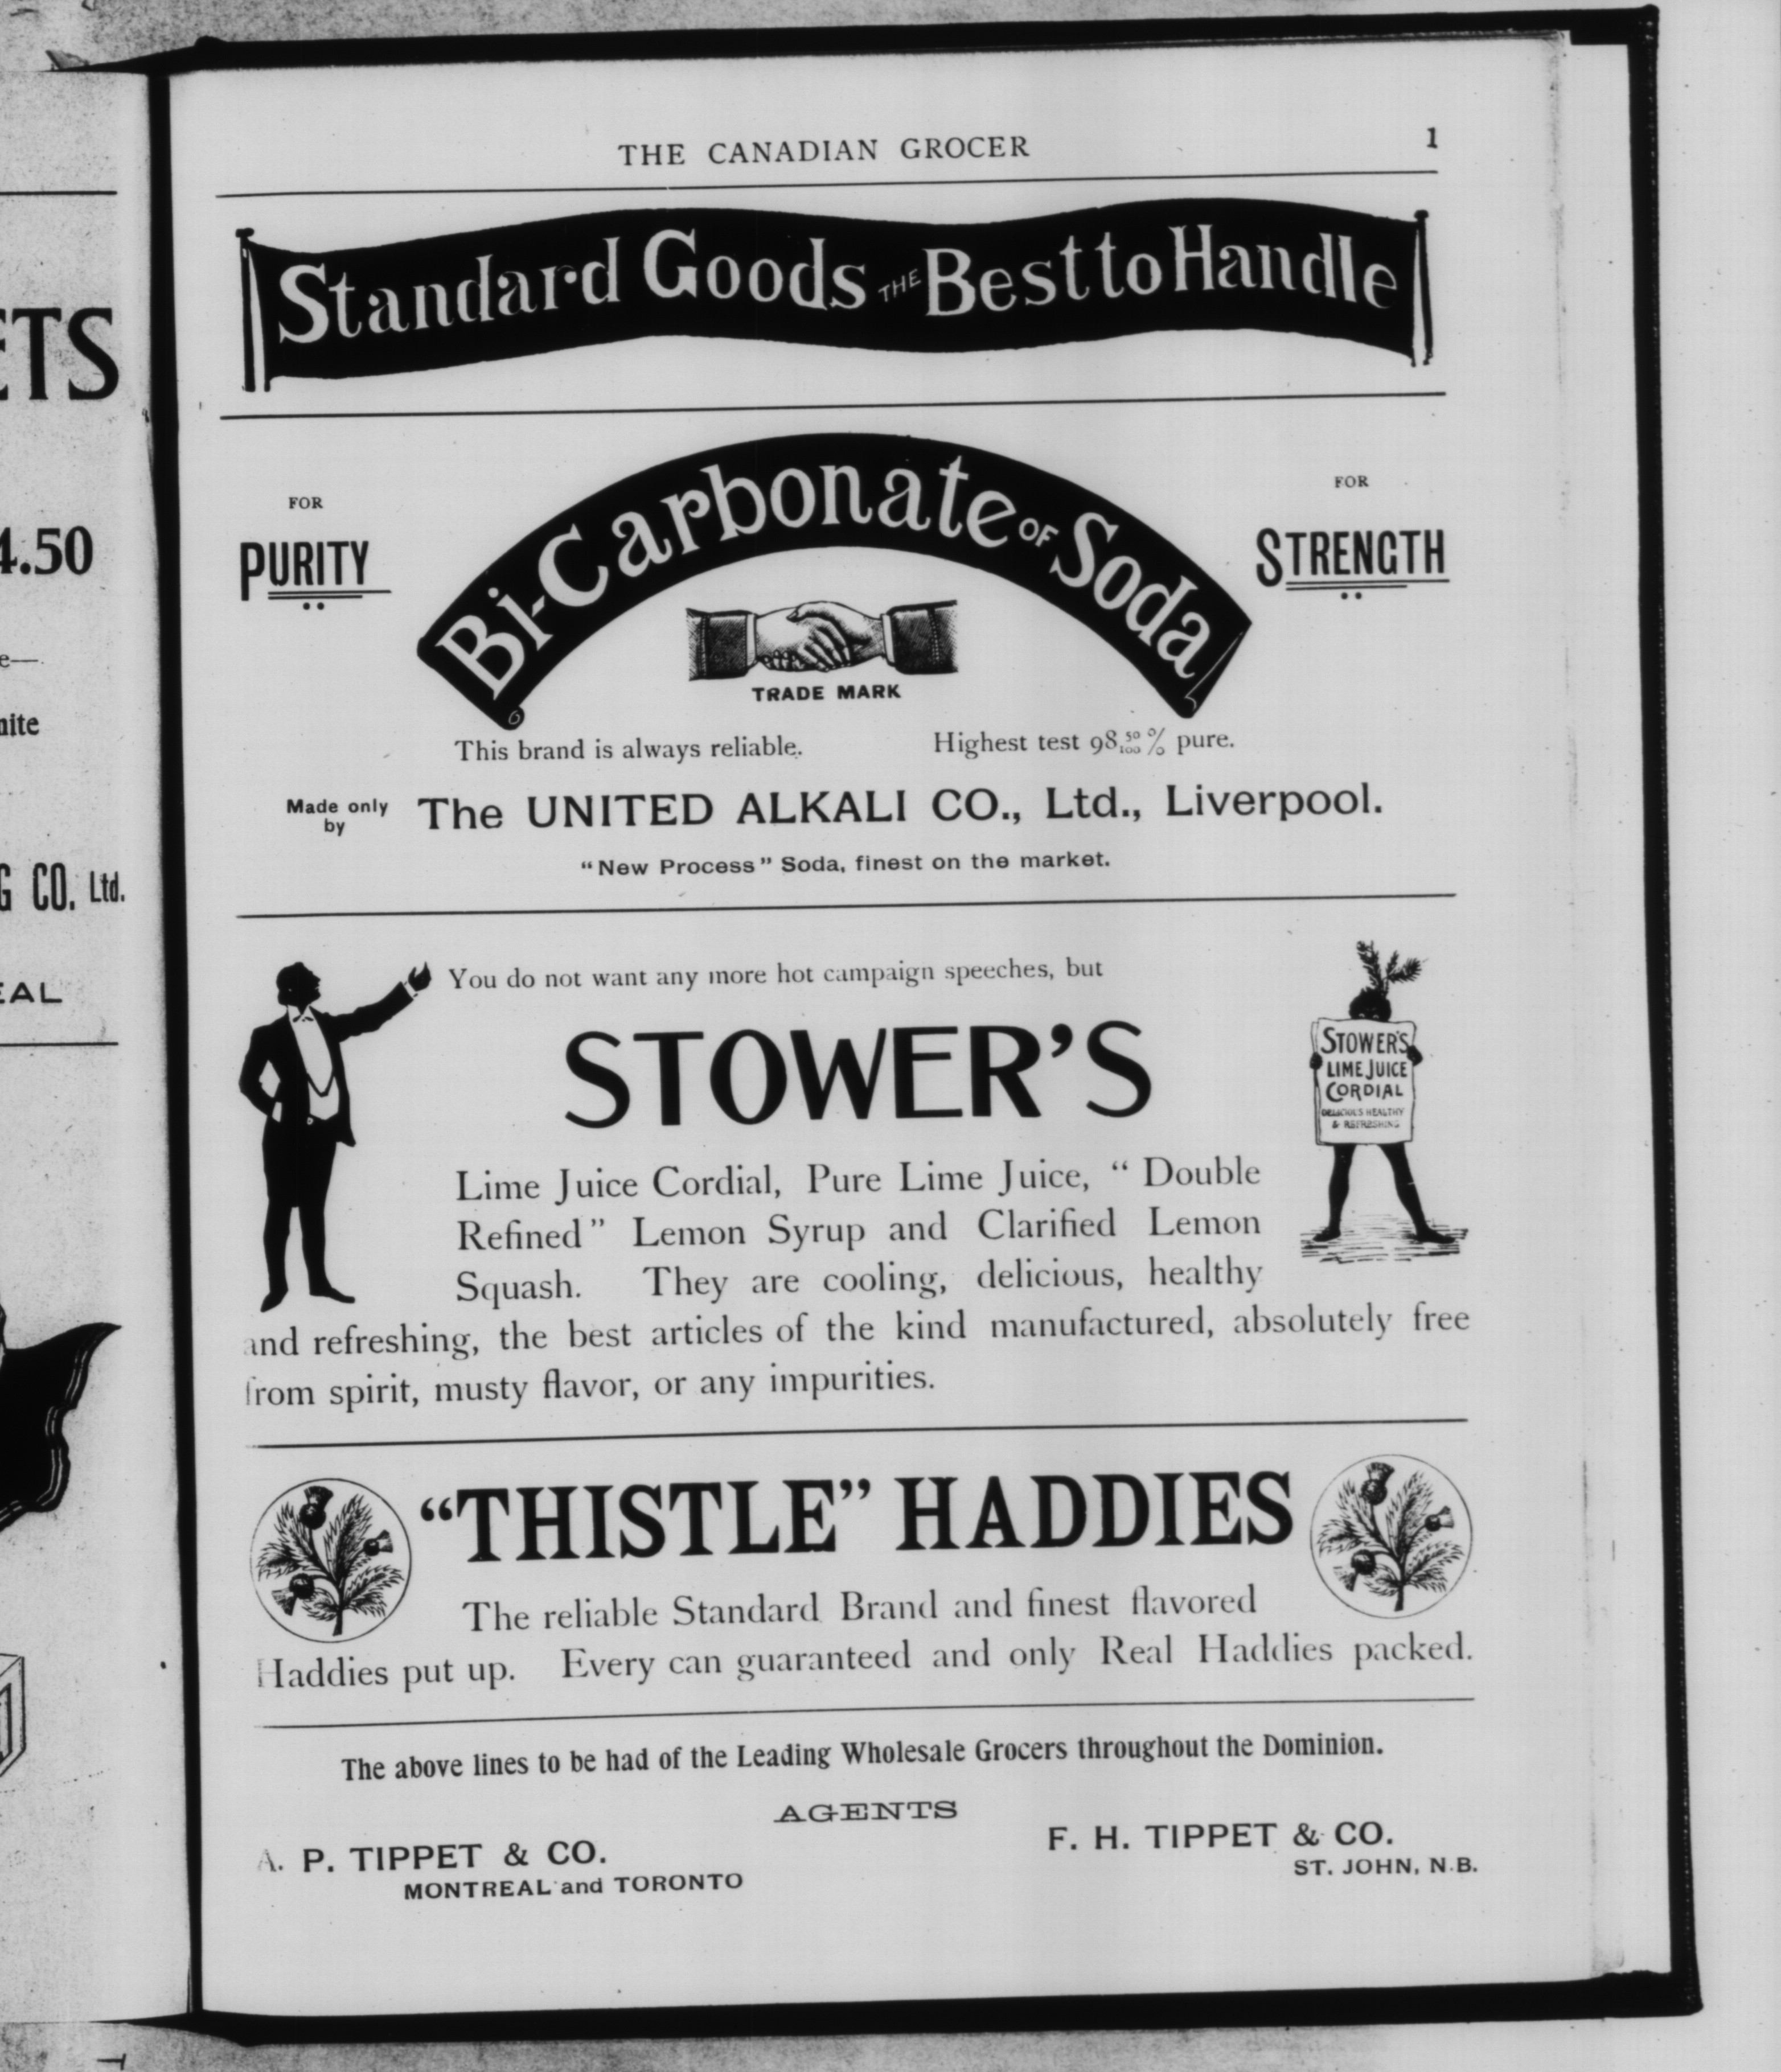 ETS
4.50
e—
CO. Ltd.
EAL
THE CANADIAN GROCER 1
Standard Goods THE Best to Handle
FOR
PURITY
Bi-Carbonate OF Soda
FOR
STRENGTH
TRADE MARK
This brand is always reliable. Highest test 98 50/100 % pure.
Made only
by
The UNITED ALKALI CO., Ltd., Liverpool.
"New Process" Soda, finest on the market.
You do not want any more hot campaign speeches, but
STOWER'S
STOWER'S
LIME JUICE
CORDIAL
DELICIOUS HEALTHY
& REFRESHING
Lime Juice Cordial, Pure Lime Juice, "Double
Refined" Lemon Syrup and Clarified Lemon
Squash. They are cooling, delicious, healthy
and refreshing, the best articles of the kind manufactured, absolutely free
from spirit, musty flavor, or any impurities.
"THISTLE" HADDIES
The reliable Standard Brand and finest flavored
Haddies put up. Every can guaranteed and only Real Haddies packed.
The above lines to be had of the Leading Wholesale Grocers throughout the Dominion.
AGENTS
A. P. TIPPET & CO.
MONTREAL and TORONTO
F. H. TIPPET & CO.
ST. JOHN, N.B.